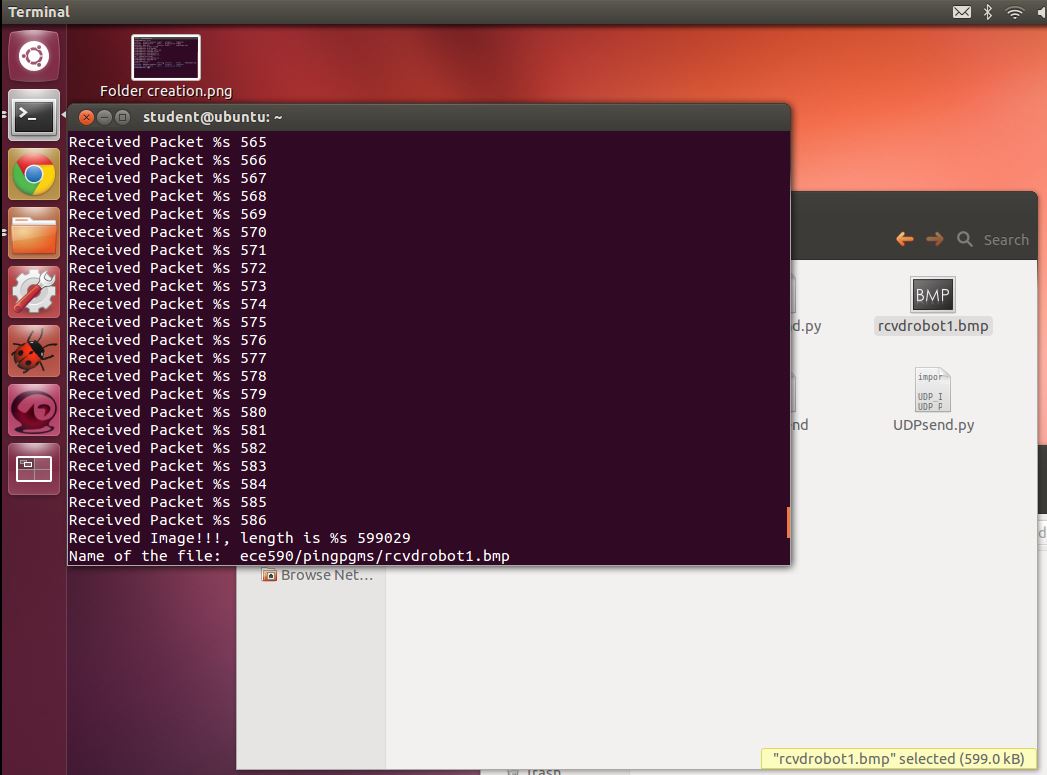 Terminal
Folder creation.png
student@ubuntu: ~
Received Packet %s 565
Received Packet %s 566
Received Packet %s 567
Received Packet %s 568
Received Packet %s 569
Received Packet %s 570
Received Packet %s 571
Received Packet %s 572
Received Packet %s 573
Received Packet %s 574
Received Packet %s 575
Received Packet %s 576
Received Packet %s 577
Received Packet %s 578
Received Packet %s 579
Received Packet %s 580
Received Packet %s 581
Received Packet %s 582
Received Packet %s 583
Received Packet %s 584
Received Packet %s 585
Received Packet %s 586
Received Image!!!, length is %s 599029
Name of the file:  ece590/pingpgms/rcvdrobot1.bmp
Search
BMP
d.py
rcvdrobot1.bmp
impor
UDP_I
UDP_P
nd
UDPsend.py
Browse Net...
"rcvdrobot1.bmp" selected (599.0 kB)
Trash